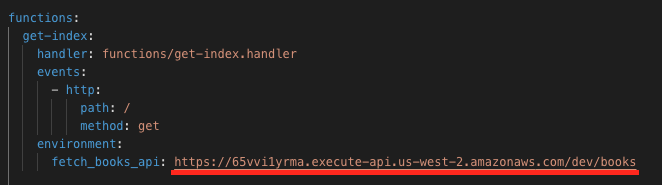 functions:
get-index:
handler: functions/get-index.handler
events:
- http:
path: /
method: get
environment:
fetch_books_api: https://65vvi1yrma.execute-api.us-west-2.amazonaws.com/dev/books